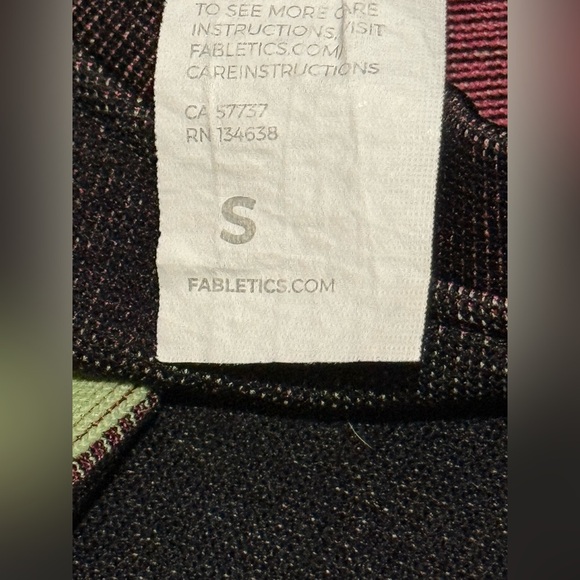 TO SEE MORE CARE
INSTRUCTIONS, VISIT
FABLETICS.COM/
CAREINSTRUCTIONS
CA 57737
RN 134638
S
FABLETICS.COM